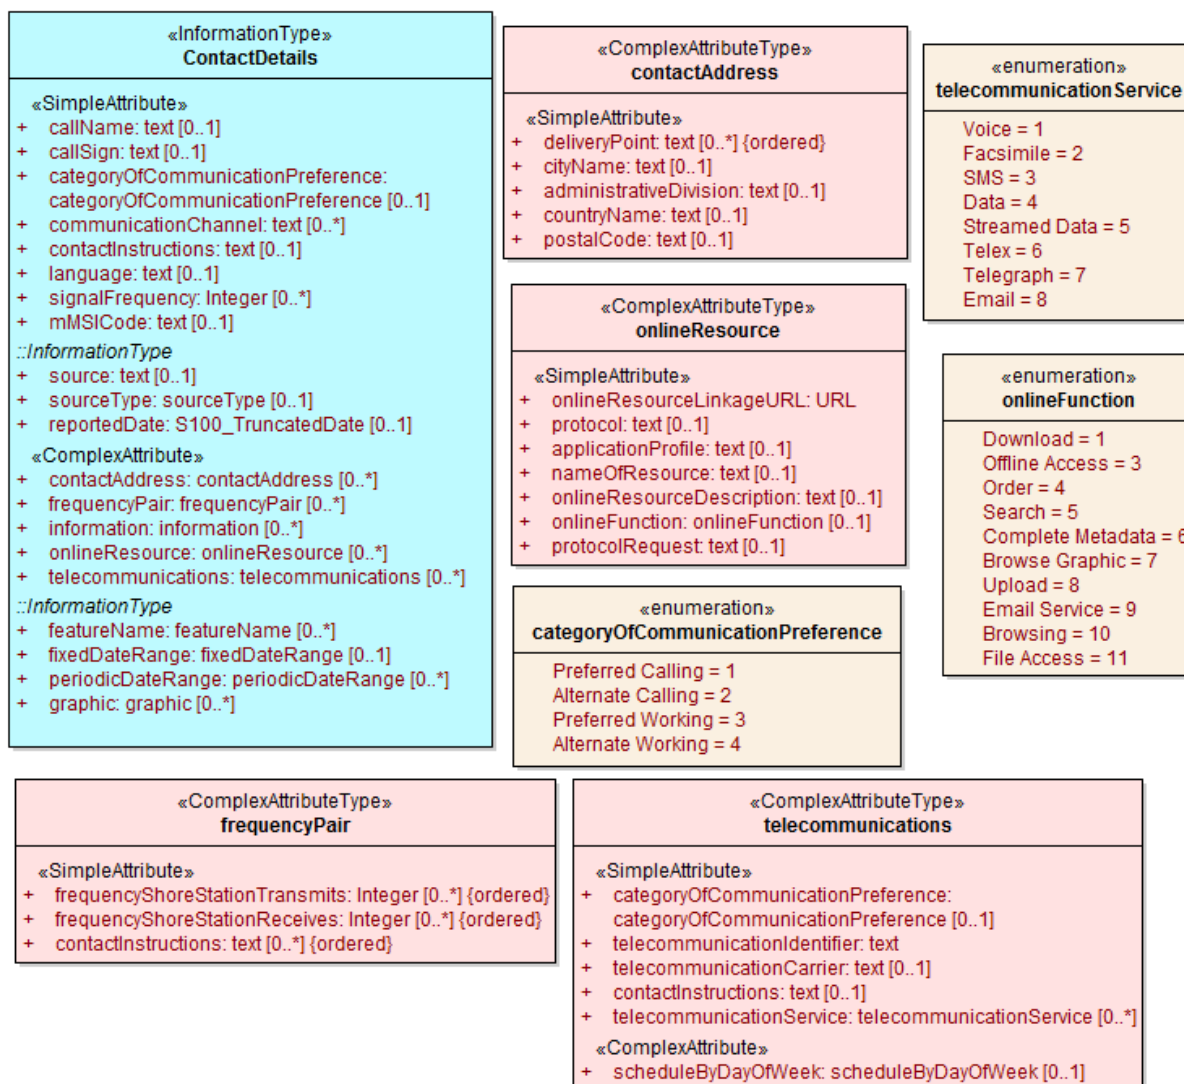 «InformationType»
ContactDetails
«SimpleAttribute»
+ callName: text [0..1]
+ callSign: text [0..1]
+ categoryOfCommunicationPreference:
categoryOfCommunicationPreference [0..1]
+ communicationChannel: text [0..*]
+ contactInstructions: text [0..1]
+ language: text [0..1]
+ signalFrequency: Integer [0..*]
+ mMSICode: text [0..1]
::InformationType
+ source: text [0..1]
+ sourceType: sourceType [0..1]
+ reportedDate: S100_TruncatedDate [0..1]
«ComplexAttribute»
+ contactAddress: contactAddress [0..*]
+ frequencyPair: frequencyPair [0..*]
+ information: information [0..*]
+ onlineResource: onlineResource [0..*]
+ telecommunications: telecommunications [0..*]
::InformationType
+ featureName: featureName [0..*]
+ fixedDateRange: fixedDateRange [0..1]
+ periodicDateRange: periodicDateRange [0..*]
+ graphic: graphic [0..*]
«ComplexAttributeType»
contactAddress
«SimpleAttribute»
+ deliveryPoint: text [0..*] {ordered}
+ cityName: text [0..1]
+ administrativeDivision: text [0..1]
+ countryName: text [0..1]
+ postalCode: text [0..1]
«ComplexAttributeType»
onlineResource
«SimpleAttribute»
+ onlineResourceLinkageURL: URL
+ protocol: text [0..1]
+ applicationProfile: text [0..1]
+ nameOfResource: text [0..1]
+ onlineResourceDescription: text [0..1]
+ onlineFunction: onlineFunction [0..1]
+ protocolRequest: text [0..1]
«enumeration»
categoryOfCommunicationPreference
Preferred Calling = 1
Alternate Calling = 2
Preferred Working = 3
Alternate Working = 4
«enumeration»
telecommunicationService
Voice = 1
Facsimile = 2
SMS = 3
Data = 4
Streamed Data = 5
Telex = 6
Telegraph = 7
Email = 8
«enumeration»
onlineFunction
Download = 1
Offline Access = 3
Order = 4
Search = 5
Complete Metadata = 6
Browse Graphic = 7
Upload = 8
Email Service = 9
Browsing = 10
File Access = 11
«ComplexAttributeType»
frequencyPair
«SimpleAttribute»
+ frequencyShoreStationTransmits: Integer [0..*] {ordered}
+ frequencyShoreStationReceives: Integer [0..*] {ordered}
+ contactInstructions: text [0..*] {ordered}
«ComplexAttributeType»
telecommunications
«SimpleAttribute»
+ categoryOfCommunicationPreference:
categoryOfCommunicationPreference [0..1]
+ telecommunicationIdentifier: text
+ telecommunicationCarrier: text [0..1]
+ contactInstructions: text [0..1]
+ telecommunicationService: telecommunicationService [0..*]
«ComplexAttribute»
+ scheduleByDayOfWeek: scheduleByDayOfWeek [0..1]